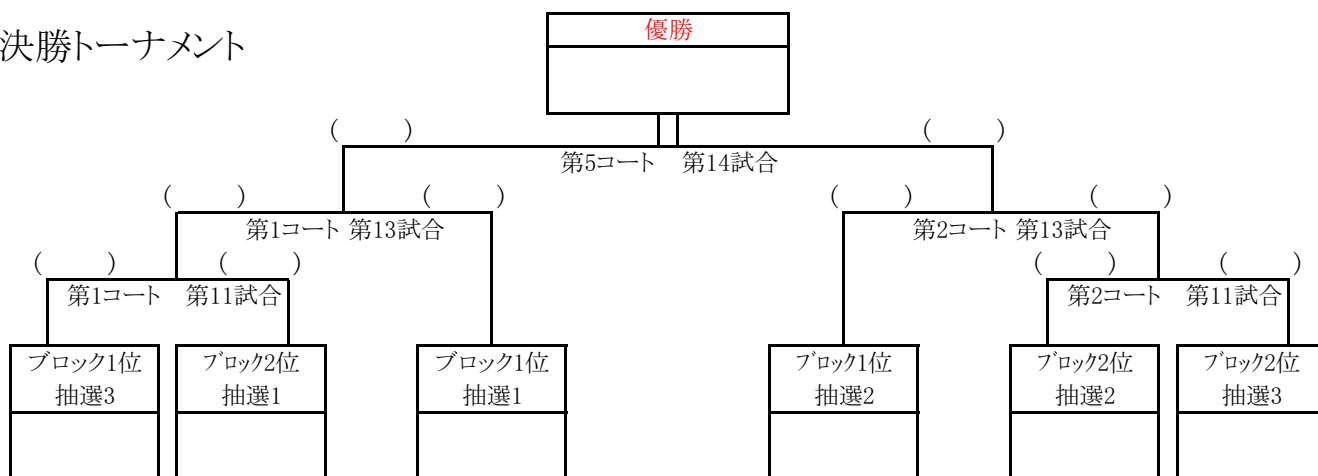 決勝トーナメント
優勝
( ) ( )
第5コート 第14試合
( ) ( ) ( ) ( )
第1コート 第13試合 第2コート 第13試合
( ) ( ) ( ) ( )
第1コート 第11試合 第2コート 第11試合
ブロック1位 ブロック2位 ブロック1位 ブロック1位 ブロック2位 ブロック2位
抽選3 抽選1 抽選1 抽選2 抽選2 抽選3